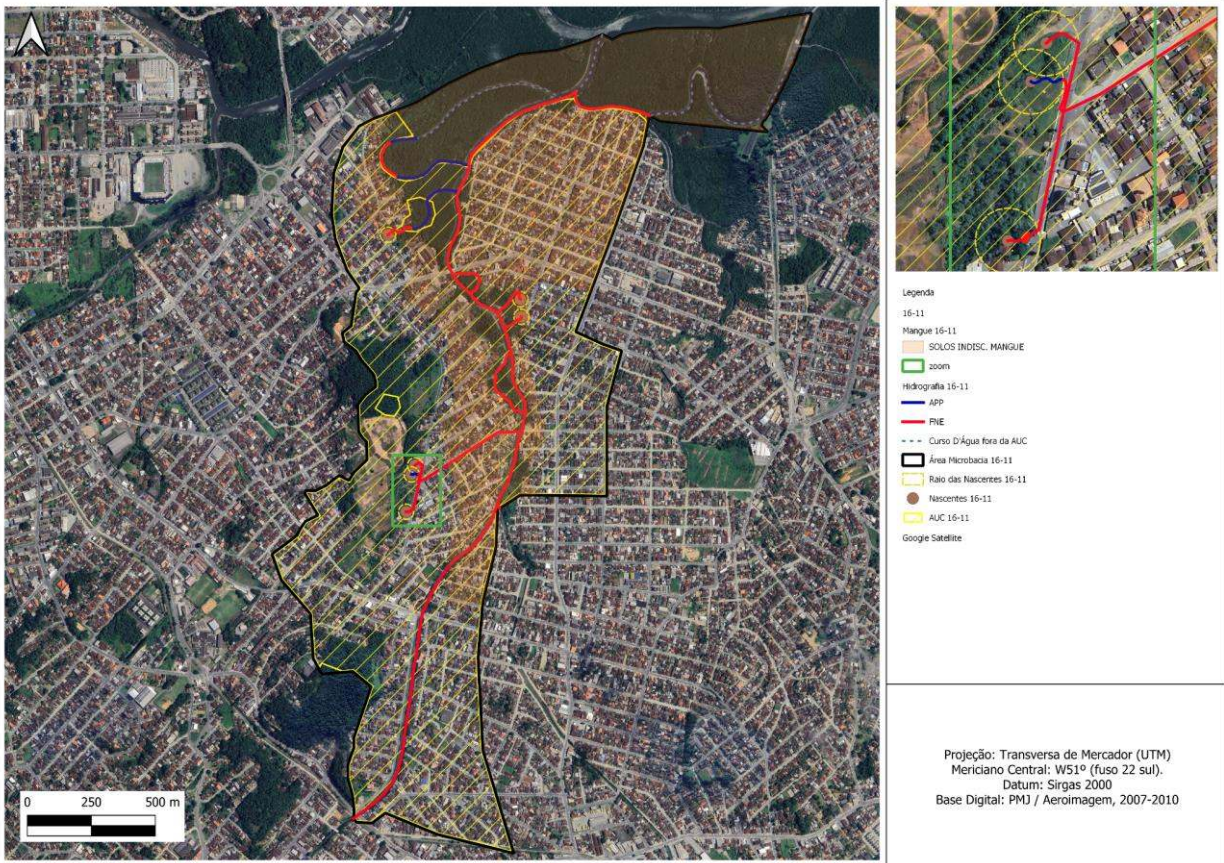 0 250 500 m
Legenda
16-11
Mangue 16-11
SOLOS INDISC. MANGUE
zoom
Hidrografia 16-11
APP
FNE
Curso D'Água fora da AUC
Área Microbacia 16-11
Raio das Nascentes 16-11
Nascentes 16-11
AUC 16-11
Google Satellite
Projeção: Transversa de Mercador (UTM)
Mericiano Central: W51º (fuso 22 sul).
Datum: Sirgas 2000
Base Digital: PMJ / Aeroimagem, 2007-2010